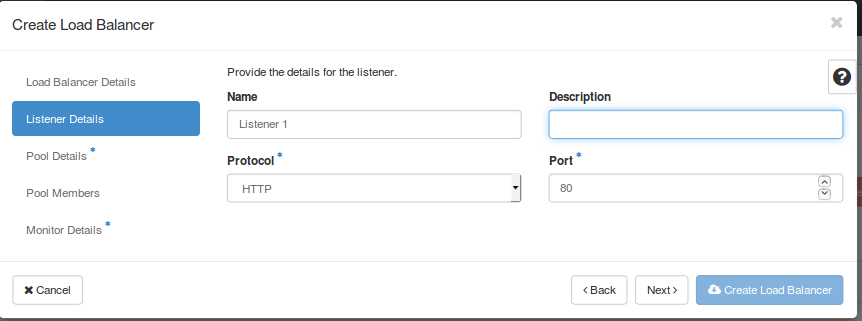 Create Load Balancer
Load Balancer Details
Listener Details
Pool Details *
Pool Members
Monitor Details *
Provide the details for the listener.
Name
Listener 1
Description
Protocol *
HTTP
Port *
80
Cancel
Back
Next
Create Load Balancer